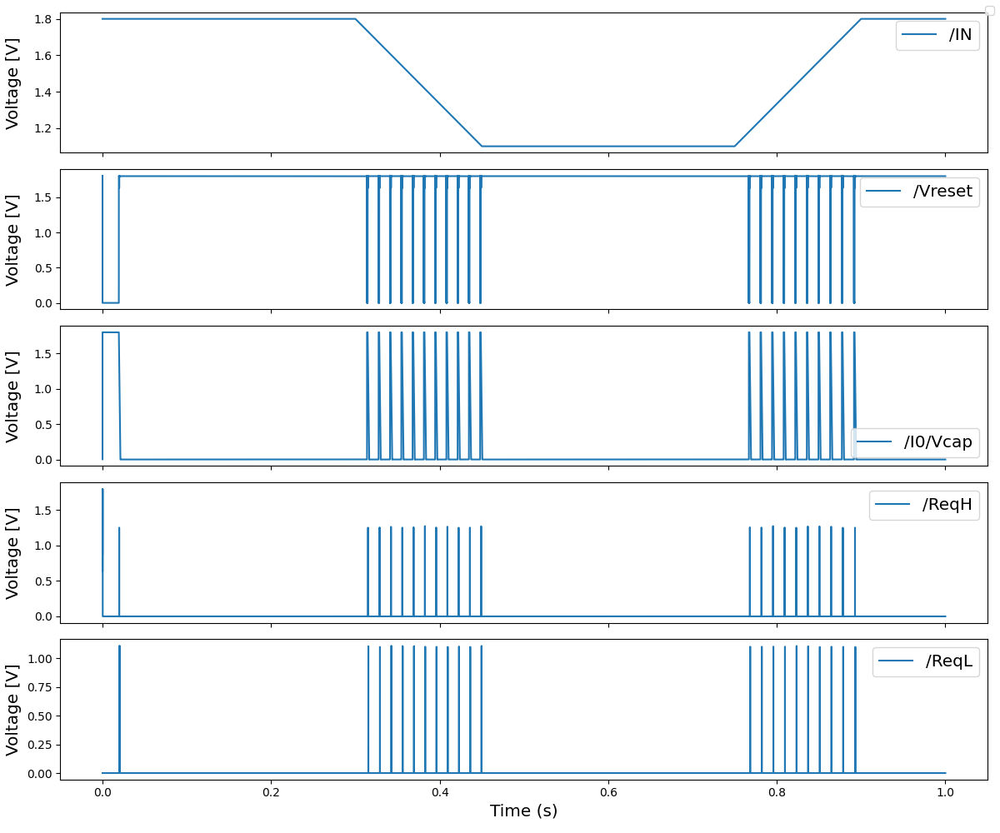 1.8
1.6
1.4
1.2
Voltage [V]
/IN
1.5
1.0
0.5
0.0
Voltage [V]
/Vreset
1.5
1.0
0.5
0.0
Voltage [V]
/I0/Vcap
1.5
1.0
0.5
0.0
Voltage [V]
/ReqH
1.00
0.75
0.50
0.25
0.00
Voltage [V]
/ReqL
0.0 0.2 0.4 0.6 0.8 1.0
Time (s)